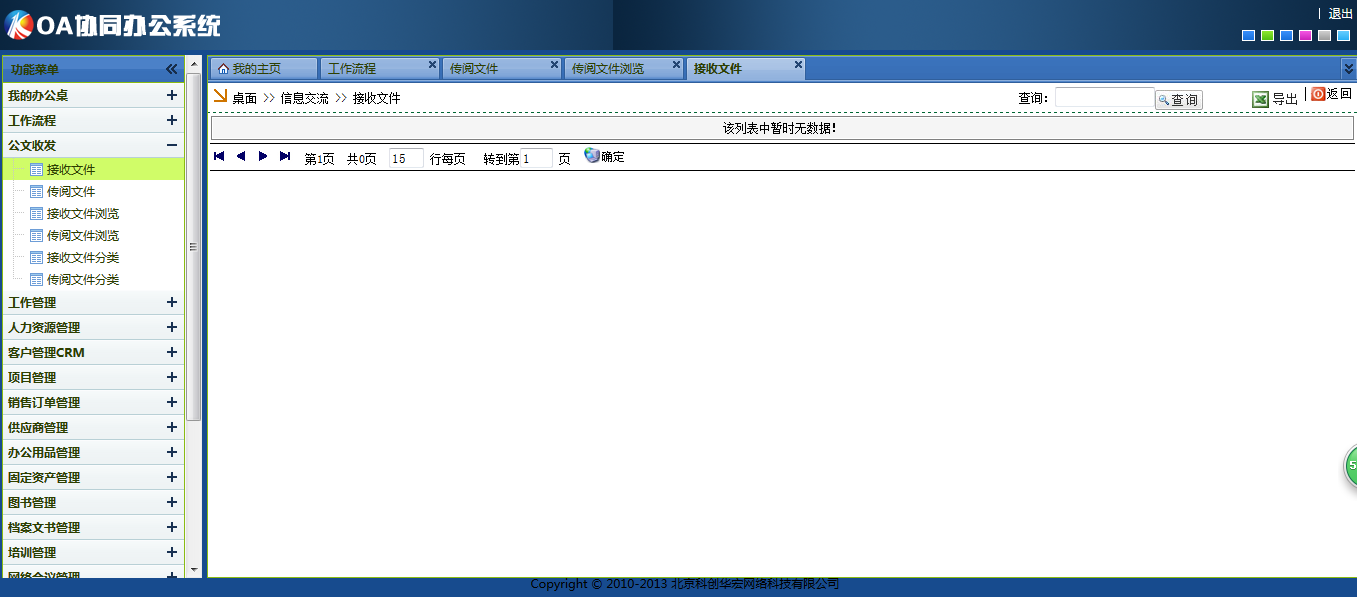 OA协同办公系统
| 退出
功能菜单
我的主页 工作流程 传阅文件 传阅文件浏览 接收文件
桌面 >> 信息交流 >> 接收文件
查询: 查询 导出 | 返回
该列表中暂时无数据!
第1页 共0页 15 行每页 转到第 1 页 确定
我的办公桌
工作流程
公文收发
接收文件
传阅文件
接收文件浏览
传阅文件浏览
接收文件分类
传阅文件分类
工作管理
人力资源管理
客户管理CRM
项目管理
销售订单管理
供应商管理
办公用品管理
固定资产管理
图书管理
档案文书管理
培训管理
网络会议管理
5
Copyright © 2010-2013 北京科创华宏网络科技有限公司